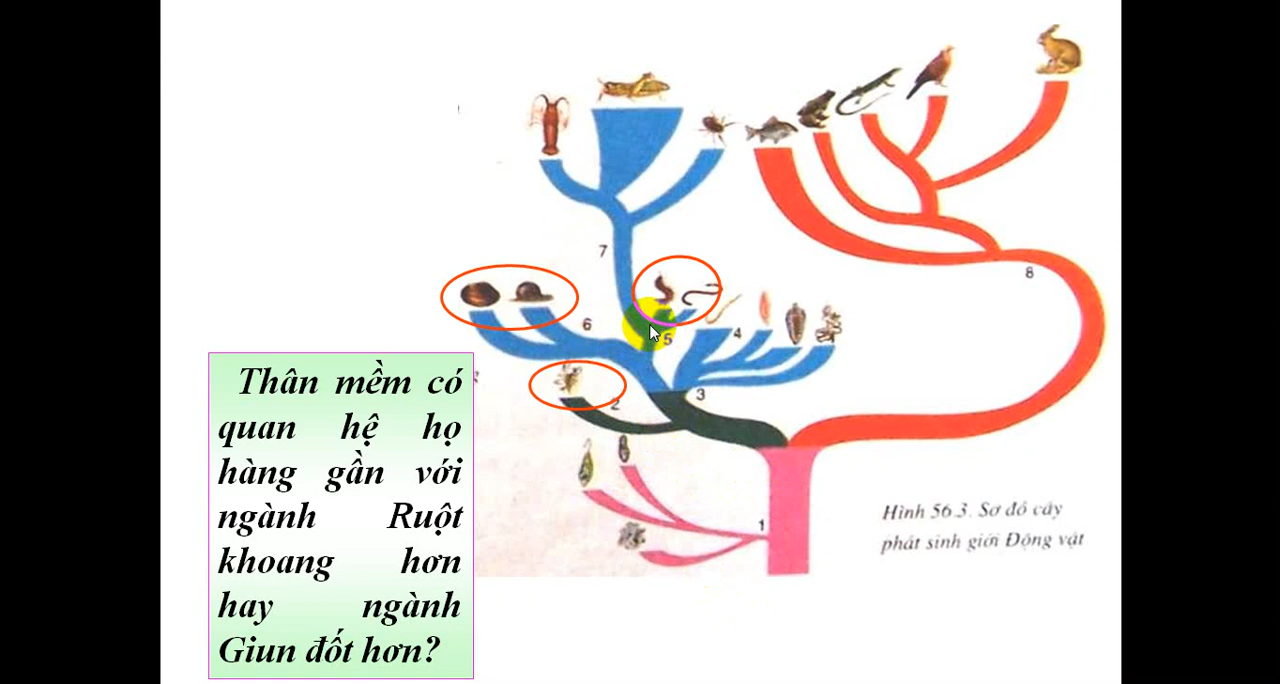 7
8
6
5
4
3
2
1
Thân mềm có
quan hệ họ
hàng gần với
ngành Ruột
khoang hơn
hay ngành
Giun đốt hơn?
Hình 56.3. Sơ đồ cây
phát sinh giới Động vật